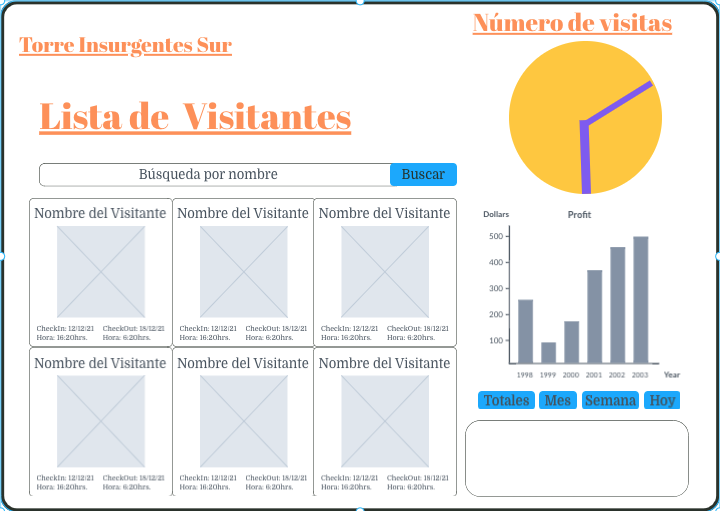 Torre Insurgentes Sur
Lista de Visitantes
Búsqueda por nombre
Buscar
Nombre del Visitante
CheckIn: 12/12/21 CheckOut: 18/12/21
Hora: 16:20hrs. Hora: 6:20hrs.
Nombre del Visitante
CheckIn: 12/12/21 CheckOut: 18/12/21
Hora: 16:20hrs. Hora: 6:20hrs.
Nombre del Visitante
CheckIn: 12/12/21 CheckOut: 18/12/21
Hora: 16:20hrs. Hora: 6:20hrs.
Nombre del Visitante
CheckIn: 12/12/21 CheckOut: 18/12/21
Hora: 16:20hrs. Hora: 6:20hrs.
Nombre del Visitante
CheckIn: 12/12/21 CheckOut: 18/12/21
Hora: 16:20hrs. Hora: 6:20hrs.
Nombre del Visitante
CheckIn: 12/12/21 CheckOut: 18/12/21
Hora: 16:20hrs. Hora: 6:20hrs.
Número de visitas
Dollars Profit
500
400
300
200
100
1998 1999 2000 2001 2002 2003 Year
Totales Mes Semana Hoy